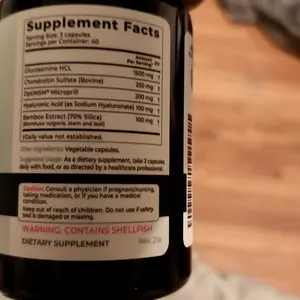 Supplement Facts
Serving Size: 3 capsules
Servings per Container: 40
Amount
Per Serving DV
Glucosamine HCL 1500 mg †
Chondroitin Sulfate (Bovine) 250 mg †
OptiMSM® Microprill 200 mg †
Hyaluronic Acid (as Sodium Hyaluronate) 100 mg †
Bamboo Extract (70% Silica) 100 mg †
(Bambusa vulgaris, stem and leaf)
†Daily value not established.
Other Ingredients: Vegetable capsules.
Suggested Usage: As a dietary supplement, take 3 capsules
daily with food, or as directed by a healthcare professional.
Caution: Consult a physician if pregnant/nursing,
taking medication, or if you have a medical
condition.
Keep out of reach of children. Do not use if safety
seal is damaged or missing.
WARNING: CONTAINS SHELLFISH
DIETARY SUPPLEMENT